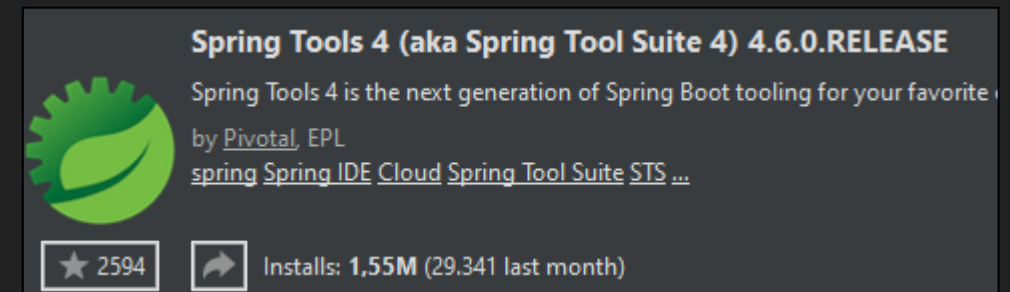 Spring Tools 4 (aka Spring Tool Suite 4) 4.6.0.RELEASE
Spring Tools 4 is the next generation of Spring Boot tooling for your favorite
by Pivotal, EPL
spring Spring IDE Cloud Spring Tool Suite STS ...
2594 Installs: 1,55M (29.341 last month)